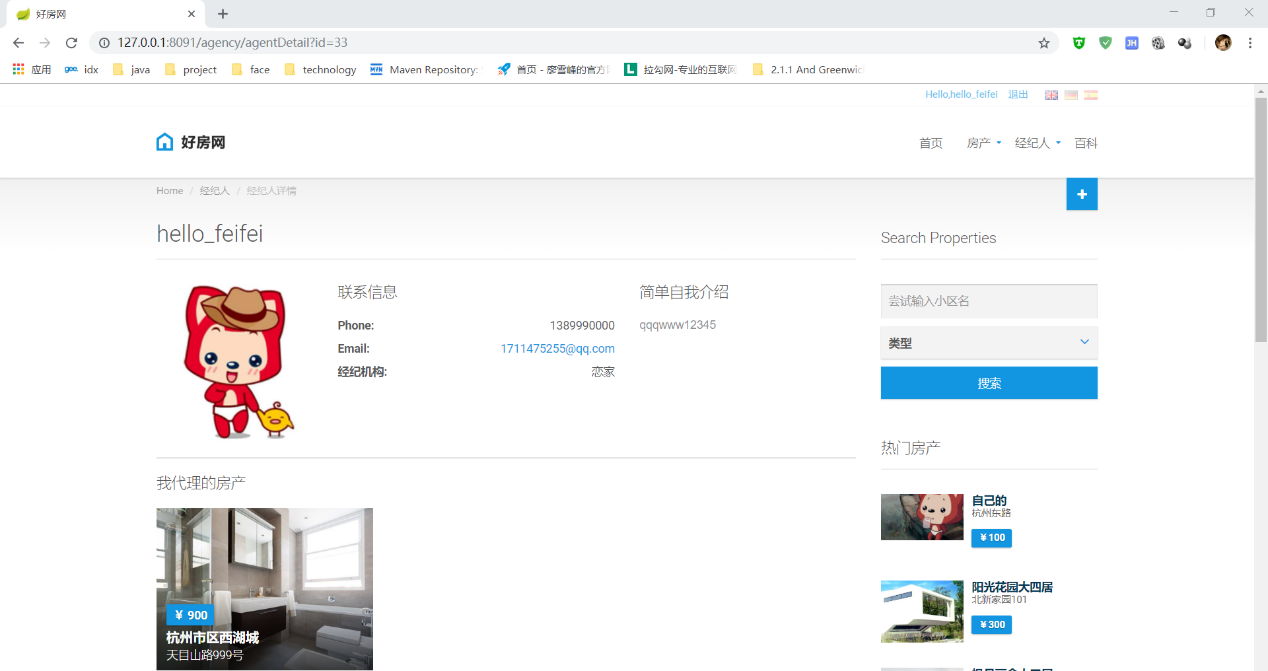 好房网
127.0.0.1:8091/agency/agentDetail?id=33
应用 idx java project face technology Maven Repository: 首页 - 廖雪峰的官方 拉勾网-专业的互联网 2.1.1 And Greenwic
Hello,hello_feifei 退出
好房网
首页 房产 经纪人 百科
Home / 经纪人 / 经纪人详情
+
hello_feifei
联系信息
Phone: 1389990000
Email: 1711475255@qq.com
经纪机构: 恋家
简单自我介绍
qqqwww12345
我代理的房产
¥ 900
杭州市区西湖城
天目山路999号
Search Properties
尝试输入小区名
类型
搜索
热门房产
自己的
杭州东路
¥100
阳光花园大四居
北新家园101
¥300